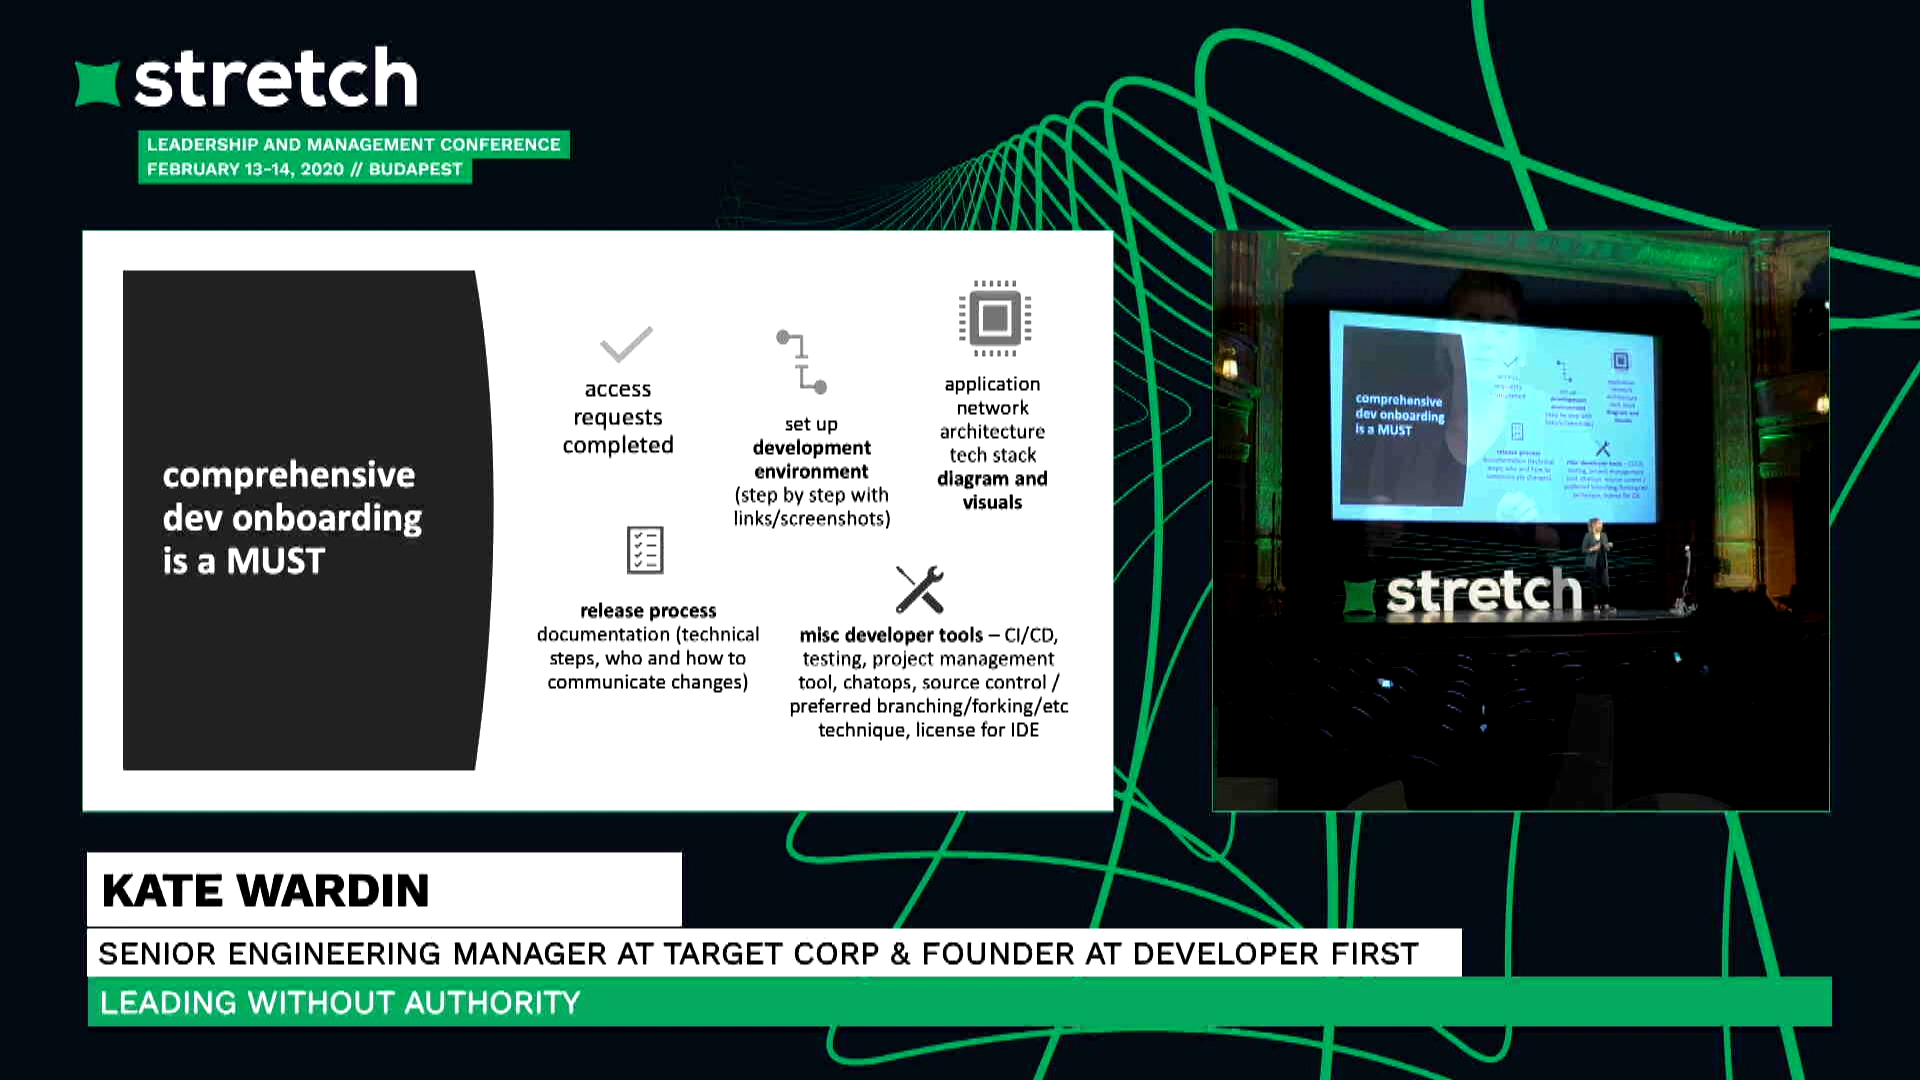 stretch
LEADERSHIP AND MANAGEMENT CONFERENCE
FEBRUARY 13-14, 2020 // BUDAPEST
comprehensive
dev onboarding
is a MUST
access
requests
completed
set up
development
environment
(step by step with
links/screenshots)
application
network
architecture
tech stack
diagram and
visuals
release process
documentation (technical
steps, who and how to
communicate changes)
misc developer tools – CI/CD,
testing, project management
tool, chatops, source control /
preferred branching/forking/etc
technique, license for IDE
comprehensive
dev onboarding
is a MUST
stretch
KATE WARDIN
SENIOR ENGINEERING MANAGER AT TARGET CORP & FOUNDER AT DEVELOPER FIRST
LEADING WITHOUT AUTHORITY